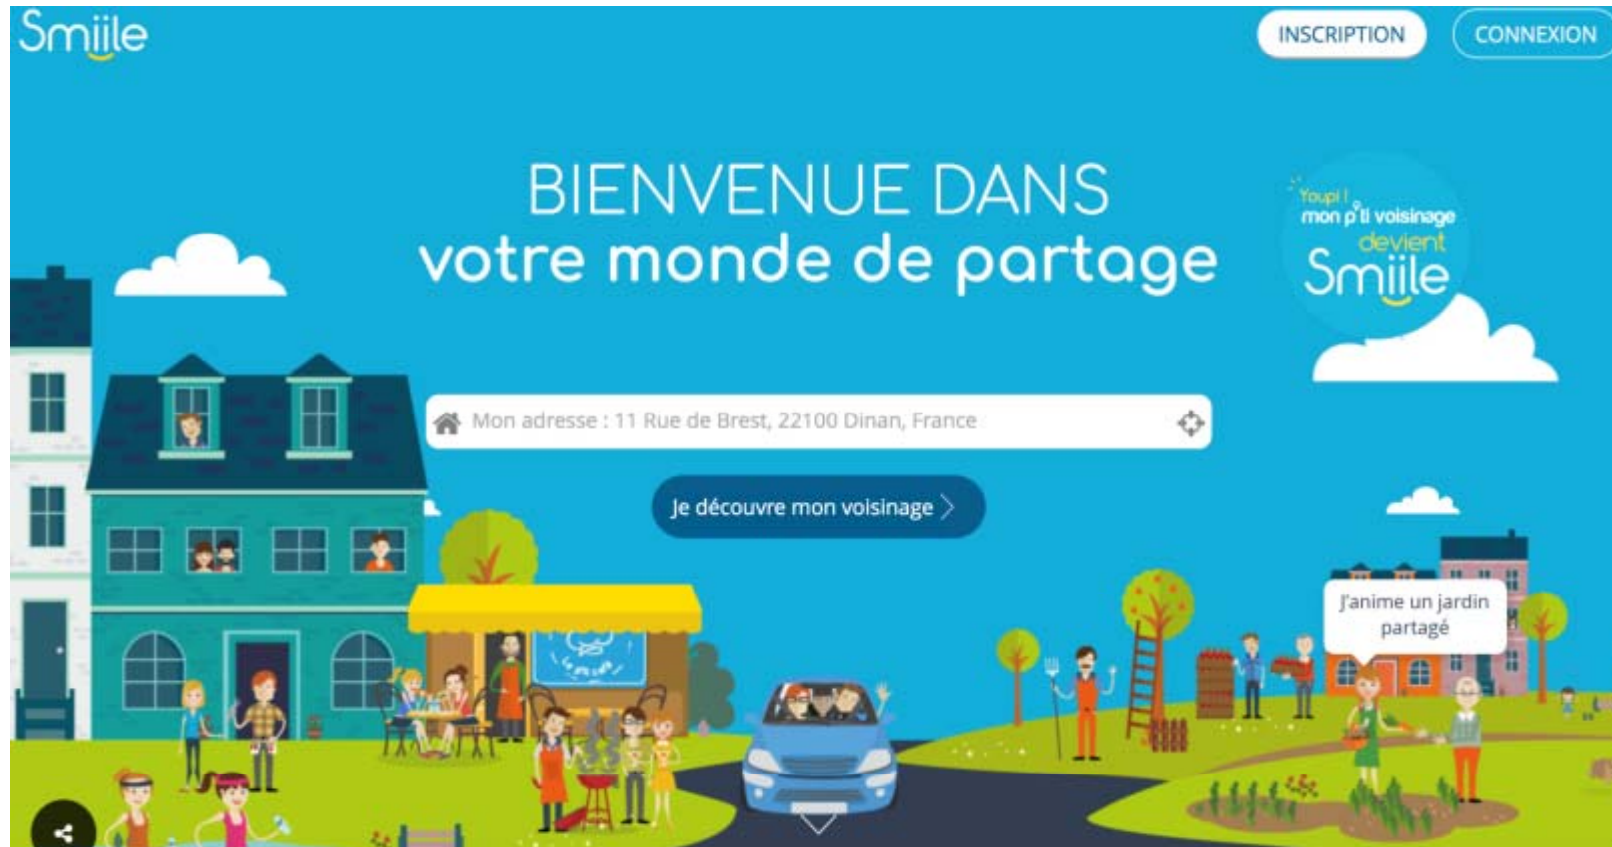 Smiile
INSCRIPTION
CONNEXION
BIENVENUE DANS
votre monde de partage
Youpi !
mon p'ti voisinage
devient
Smiile
Mon adresse : 11 Rue de Brest, 22100 Dinan, France
Je découvre mon voisinage
J'anime un jardin
partagé